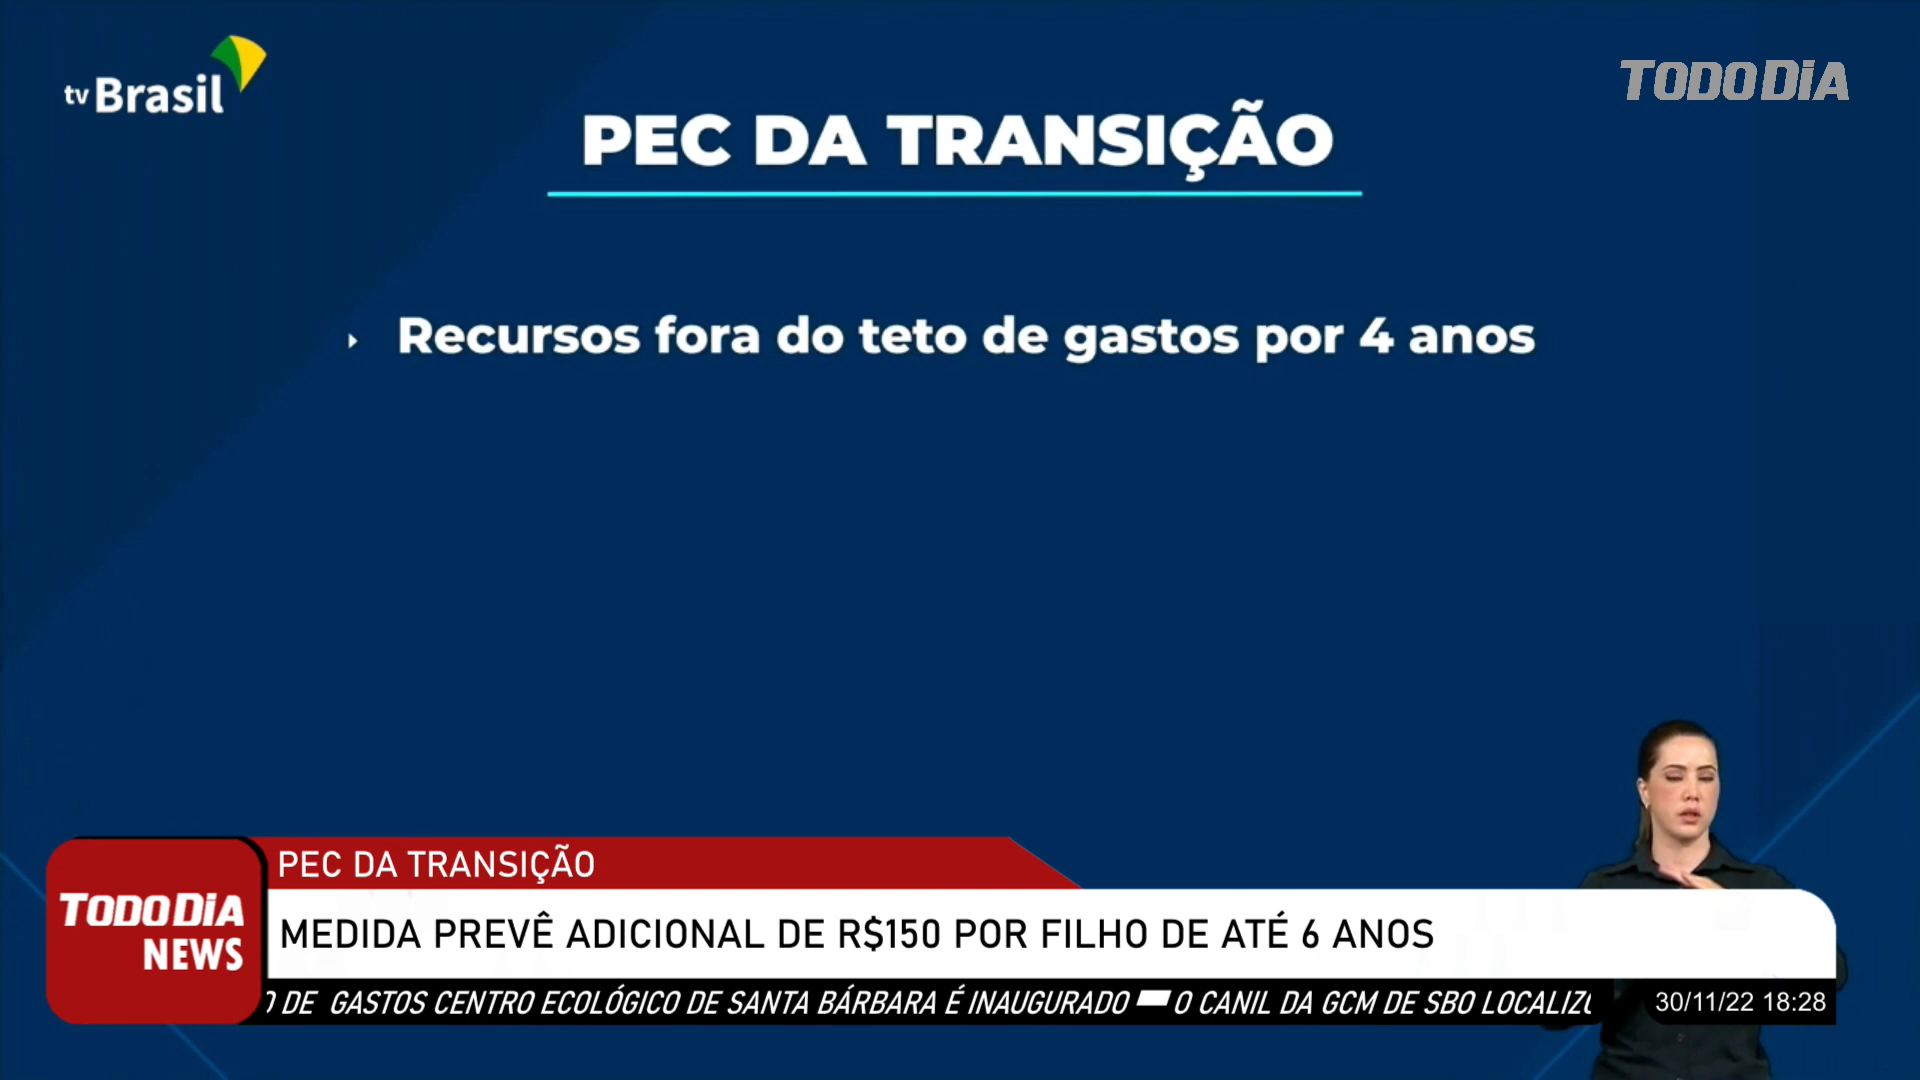 tv Brasil
TODO DiA
PEC DA TRANSIÇÃO
Recursos fora do teto de gastos por 4 anos
PEC DA TRANSIÇÃO
TODO DiA
NEWS
MEDIDA PREVÊ ADICIONAL DE R$150 POR FILHO DE ATÉ 6 ANOS
O DE GASTOS CENTRO ECOLÓGICO DE SANTA BÁRBARA É INAUGURADO O CANIL DA GCM DE SBO LOCALIZO
30/11/22 18:28